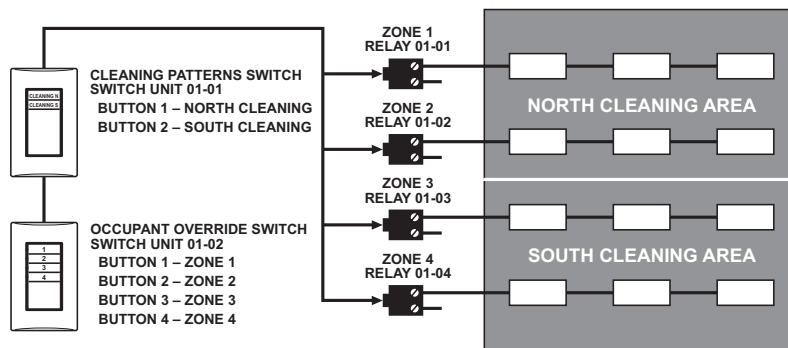 CLEANING N
CLEANING S
CLEANING PATTERNS SWITCH
SWITCH UNIT 01-01
BUTTON 1 – NORTH CLEANING
BUTTON 2 – SOUTH CLEANING
1
2
3
4
OCCUPANT OVERRIDE SWITCH
SWITCH UNIT 01-02
BUTTON 1 – ZONE 1
BUTTON 2 – ZONE 2
BUTTON 3 – ZONE 3
BUTTON 4 – ZONE 4
ZONE 1
RELAY 01-01
ZONE 2
RELAY 01-02
ZONE 3
RELAY 01-03
ZONE 4
RELAY 01-04
NORTH CLEANING AREA
SOUTH CLEANING AREA